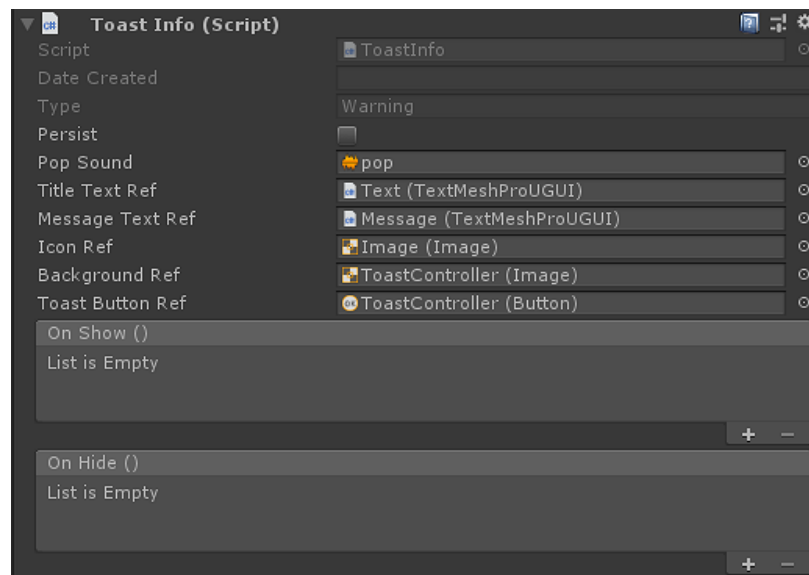 Toast Info (Script)
Script ToastInfo
Date Created
Type Warning
Persist
Pop Sound pop
Title Text Ref Text (TextMeshProUGUI)
Message Text Ref Message (TextMeshProUGUI)
Icon Ref Image (Image)
Background Ref ToastController (Image)
Toast Button Ref ToastController (Button)
On Show ()
List is Empty
On Hide ()
List is Empty